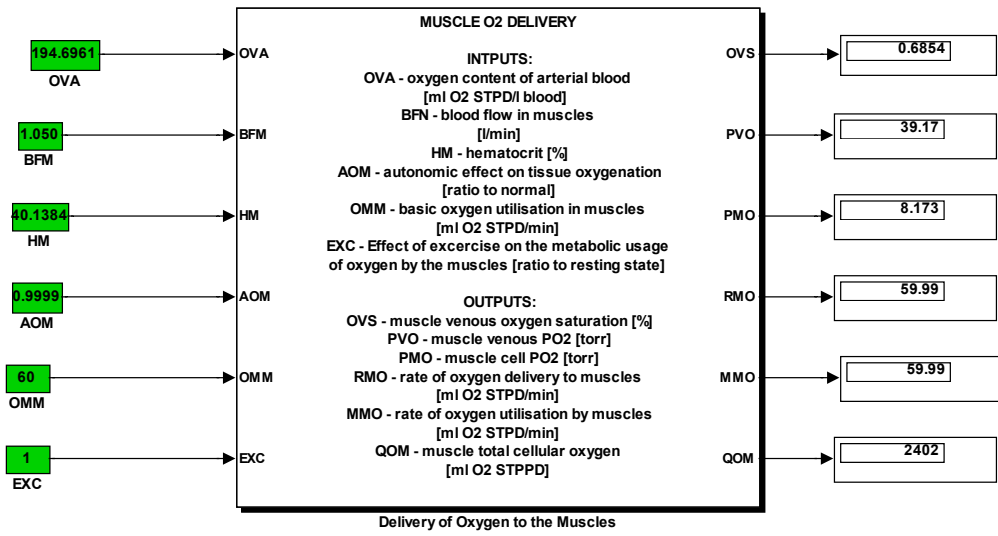 MUSCLE O2 DELIVERY
194.6961
OVA
OVA
1.050
BFM
BFM
40.1384
HM
HM
0.9999
AOM
AOM
60
OMM
OMM
1
EXC
EXC
INTPUTS:
OVA - oxygen content of arterial blood
[ml O2 STPD/l blood]
BFN - blood flow in muscles
[l/min]
HM - hematocrit [%]
AOM - autonomic effect on tissue oxygenation
[ratio to normal]
OMM - basic oxygen utilisation in muscles
[ml O2 STPD/min]
EXC - Effect of excercise on the metabolic usage
of oxygen by the muscles [ratio to resting state]
OUTPUTS:
OVS - muscle venous oxygen saturation [%]
PVO - muscle venous PO2 [torr]
PMO - muscle cell PO2 [torr]
RMO - rate of oxygen delivery to muscles
[ml O2 STPD/min]
MMO - rate of oxygen utilisation by muscles
[ml O2 STPD/min]
QOM - muscle total cellular oxygen
[ml O2 STPPD]
OVS
0.6854
PVO
39.17
PMO
8.173
RMO
59.99
MMO
59.99
QOM
2402
Delivery of Oxygen to the Muscles